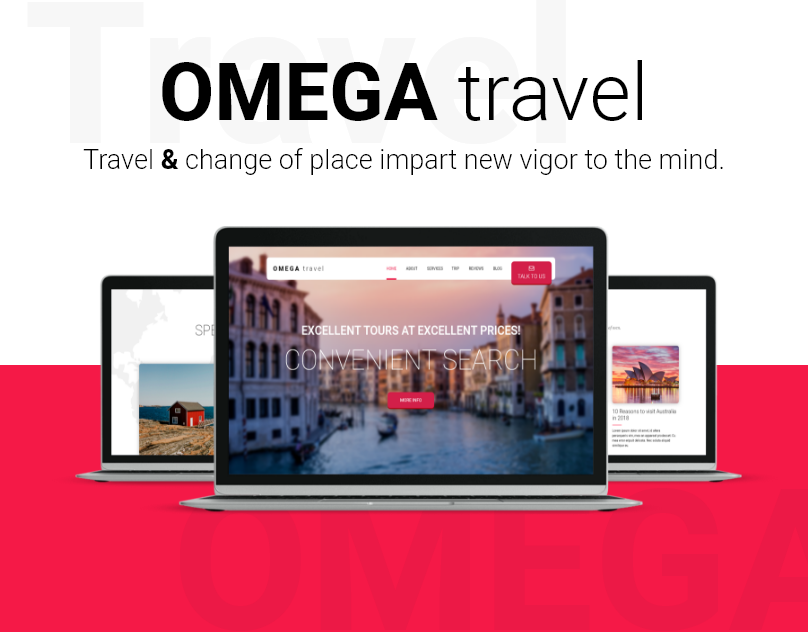 Travel
OMEGA travel
Travel & change of place impart new vigor to the mind.
OMEGA travel
HOME ABOUT SERVICES TRIP REVIEWS BLOG
TALK TO US
EXCELLENT TOURS AT EXCELLENT PRICES!
CONVENIENT SEARCH
MORE INFO
SPE
10 Reasons to visit Australia
in 2018
OMEGA